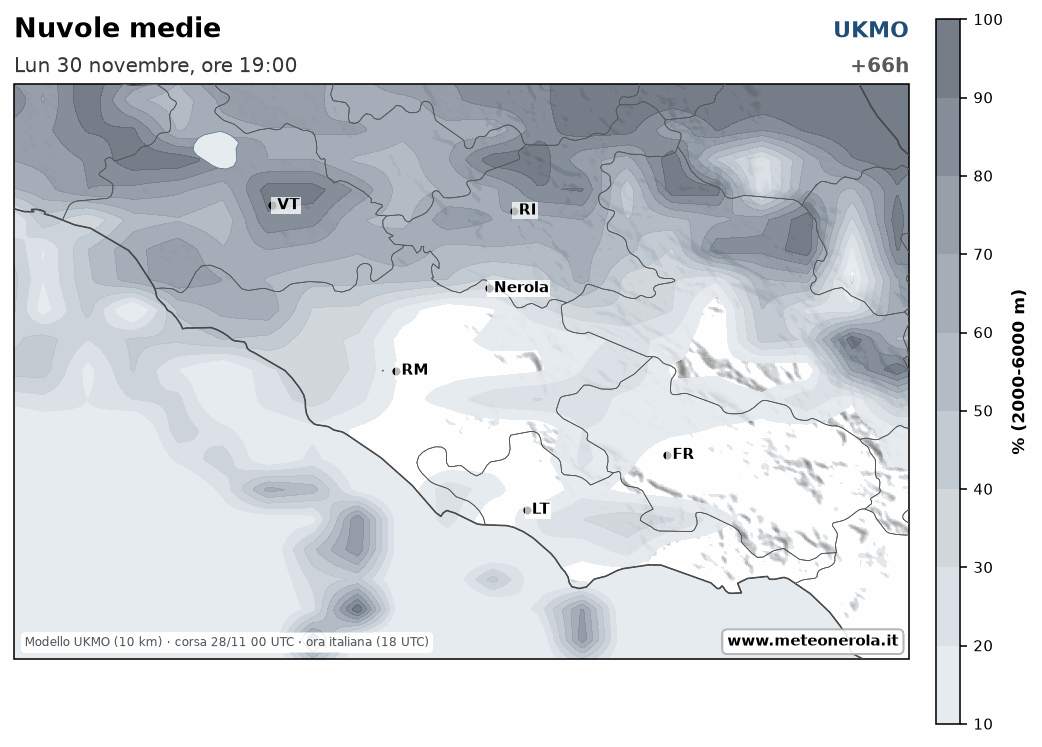 Nuvole medie
UKMO
Lun 30 novembre, ore 19:00
+66h
100
90
80
70
60
50
40
30
20
10
% (2000-6000 m)
VT
RI
Nerola
RM
FR
LT
Modello UKMO (10 km) · corsa 28/11 00 UTC · ora italiana (18 UTC)
www.meteonerola.it